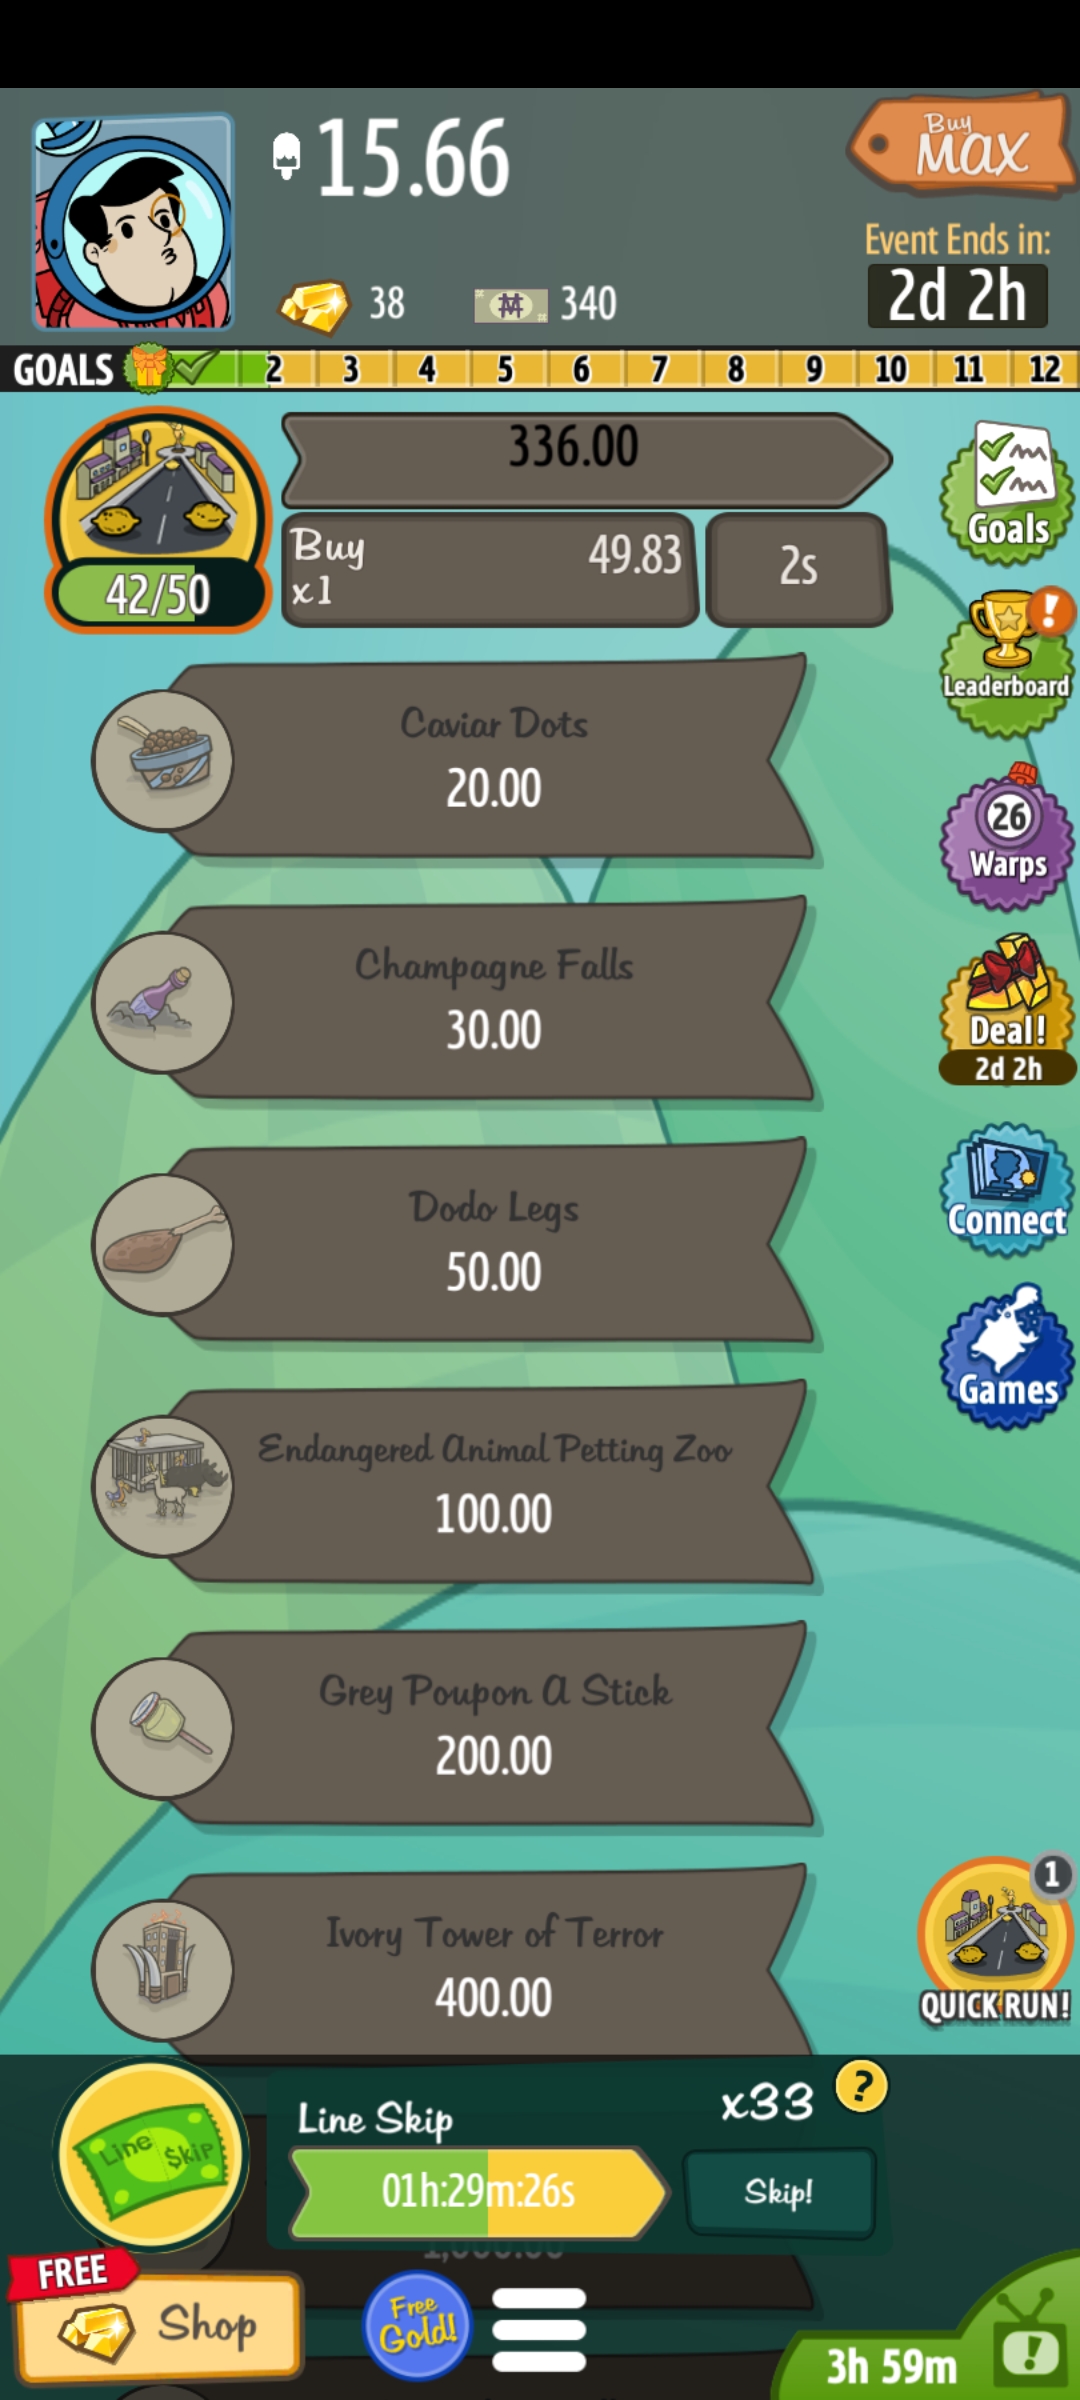 15.66
Buy
MAX
Event Ends in:
2d 2h
38
340
GOALS 2 3 4 5 6 7 8 9 10 11 12
336.00
Buy
x1
49.83
2s
42/50
Goals
Leaderboard
Caviar Dots
20.00
26
Warps
Champagne Falls
30.00
Deal!
2d 2h
Dodo Legs
50.00
Connect
Games
Endangered Animal Petting Zoo
100.00
Grey Poupon A Stick
200.00
Ivory Tower of Terror
400.00
1
QUICK RUN!
Line Skip
Line Skip
x33
?
01h:29m:26s
Skip!
FREE
Shop
Free
Gold!
3h 59m